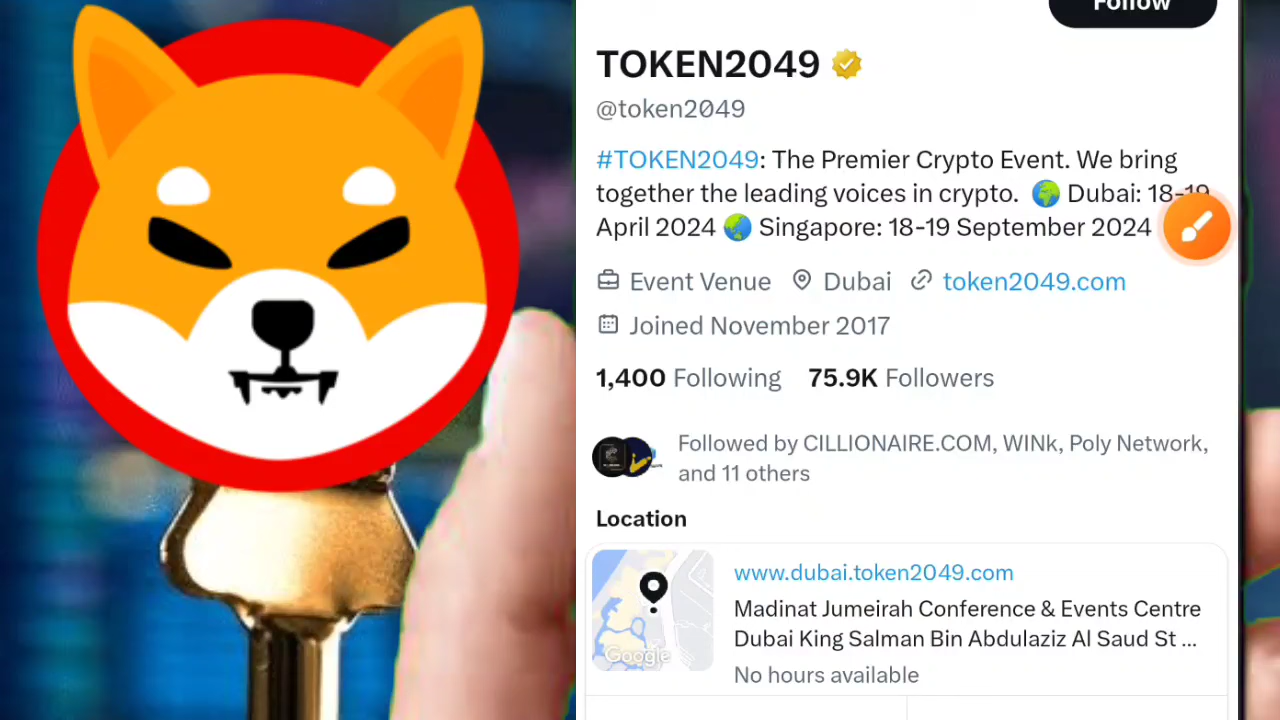 Follow
TOKEN2049
@token2049
#TOKEN2049: The Premier Crypto Event. We bring
together the leading voices in crypto. 🌍 Dubai: 18-19
April 2024 🌏 Singapore: 18-19 September 2024
Event Venue Dubai token2049.com
Joined November 2017
1,400 Following 75.9K Followers
Followed by CILLIONAIRE.COM, WINk, Poly Network,
and 11 others
Location
www.dubai.token2049.com
Madinat Jumeirah Conference & Events Centre
Dubai King Salman Bin Abdulaziz Al Saud St ...
Google
No hours available